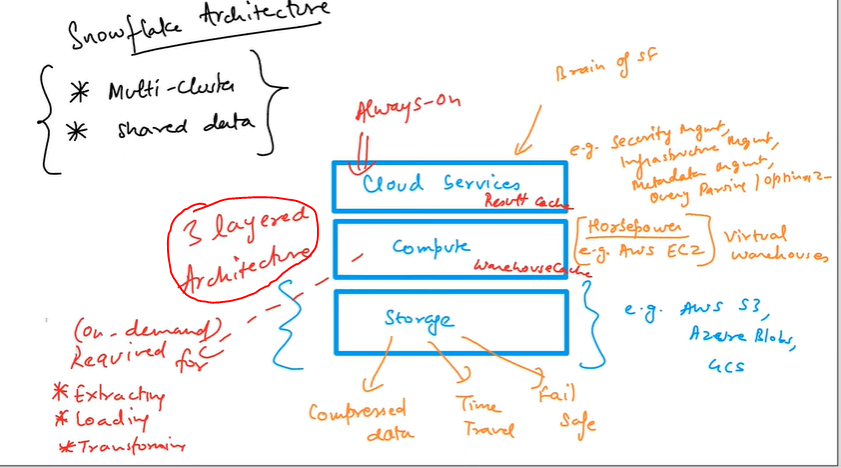 Snowflake Architecture
* Multi-Cluster
* shared data
Always-on
Brain of SF
e.g. Security Mgmt,
Infrastructure Mgmt,
Metadata Mgmt,
Query Parsing / Optimiz-
Cloud Services
Result Cache
3 layered
Architecture
Compute
Warehouse Cache
Horsepower
e.g. AWS EC2
Virtual
Warehouses
Storage
e.g. AWS S3,
Azure Blobs,
GCS
(on-demand)
Required for
* Extracting
* Loading
* Transforming
Compressed
data
Time
Travel
Fail
Safe